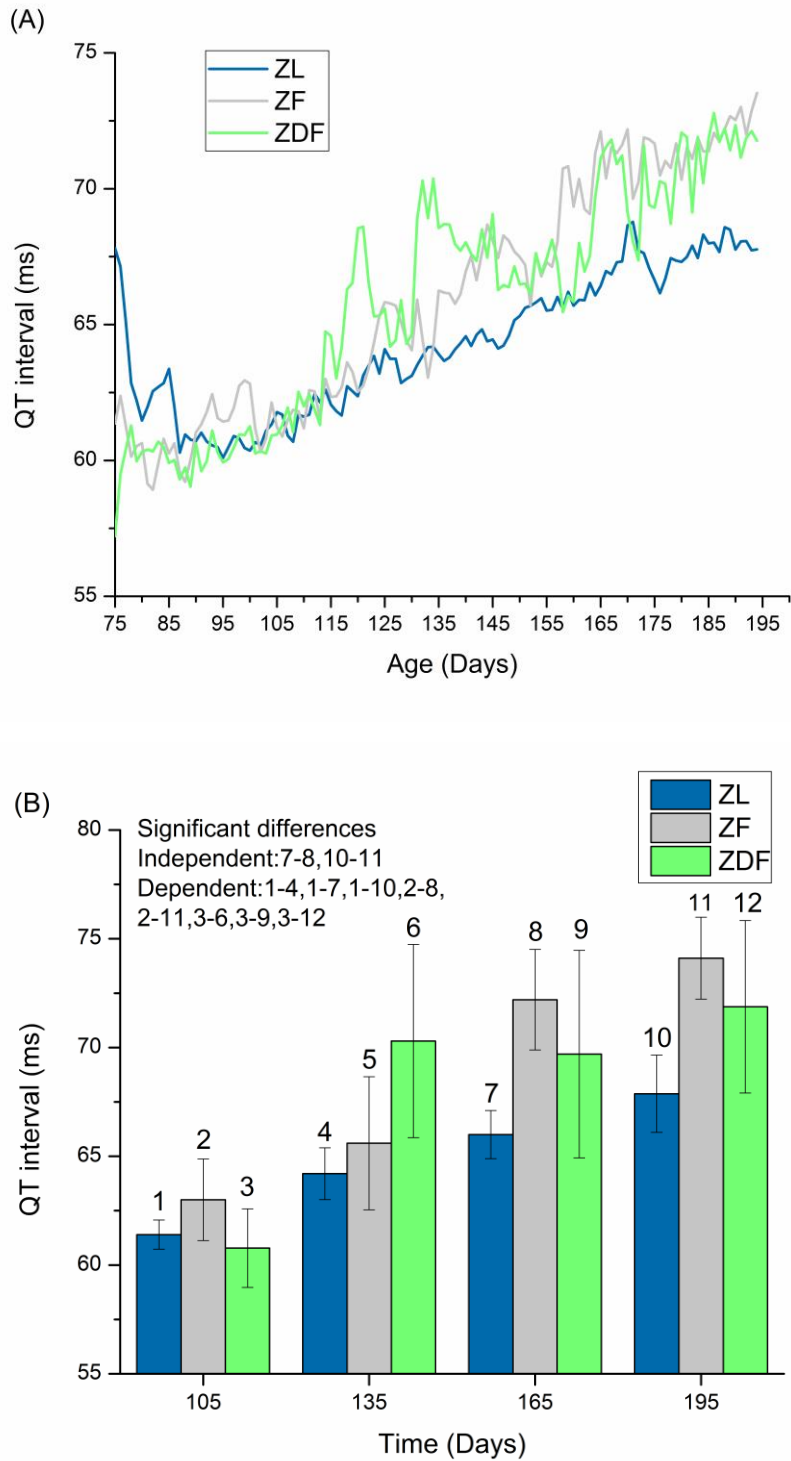 (A)
75
70
65
60
55
QT interval (ms)
ZL
ZF
ZDF
75 85 95 105 115 125 135 145 155 165 175 185 195
Age (Days)
(B)
80
75
70
65
60
55
QT interval (ms)
Significant differences
Independent:7-8,10-11
Dependent:1-4,1-7,1-10,2-8,
2-11,3-6,3-9,3-12
ZL
ZF
ZDF
1 2 3 4 5 6 7 8 9 10 11 12
105 135 165 195
Time (Days)